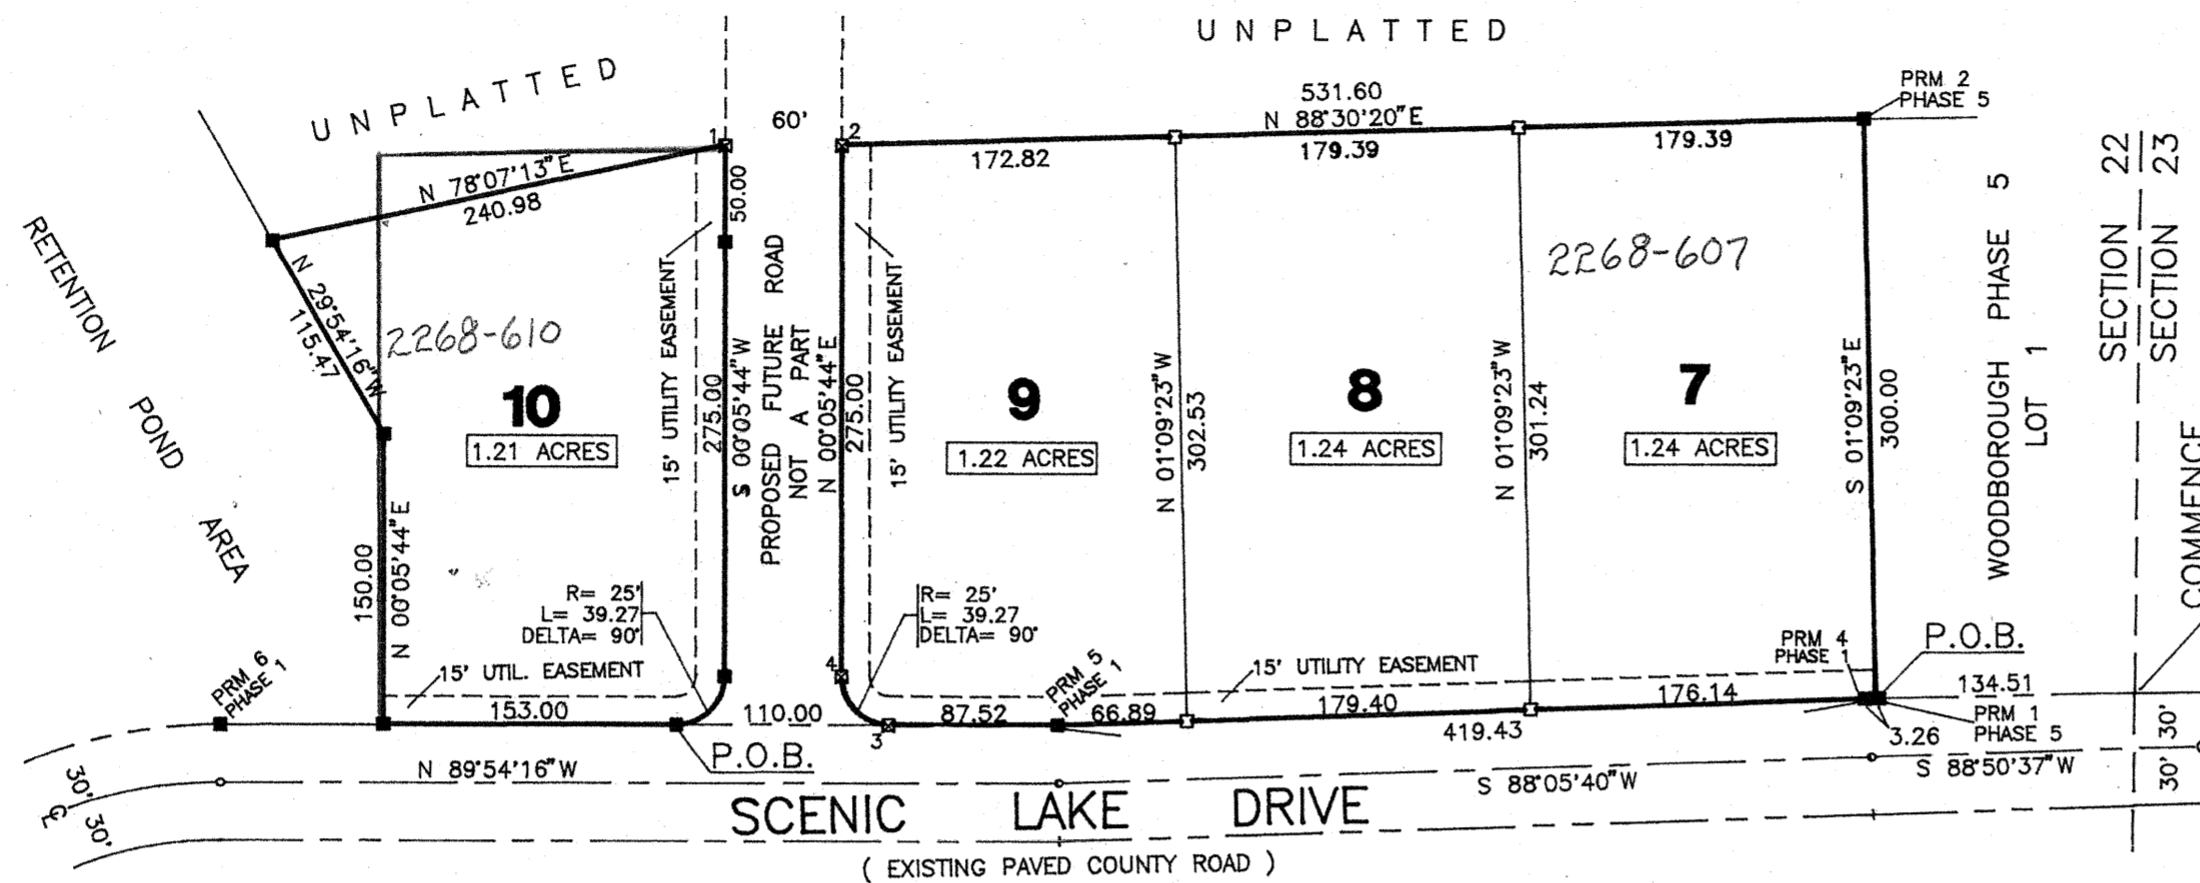 UNPLATTED
UNPLATTED
531.60
N 88°30'20"E
172.82
179.39
179.39
PRM 2
PHASE 5
60'
1
2
N 78°07'13"E
240.98
50.00
RETENTION
POND
AREA
N 29°54'16"W
115.47
2268-610
10
1.21 ACRES
150.00
N 00°05'44"E
15' UTILITY EASEMENT
275.00
S 00°05'44"W
PROPOSED FUTURE ROAD
NOT A PART
N 00°05'44"E
275.00
15' UTILITY EASEMENT
9
1.22 ACRES
N 01°09'23"W
302.53
8
1.24 ACRES
N 01°09'23"W
301.24
2268-607
7
1.24 ACRES
S 01°09'23"E
300.00
WOODBOROUGH PHASE 5
LOT 1
SECTION 22
SECTION 23
COMMENCE
R= 25'
L= 39.27
DELTA= 90°
R= 25'
L= 39.27
DELTA= 90°
15' UTIL. EASEMENT
15' UTILITY EASEMENT
PRM 6
PHASE 1
153.00
110.00
4
3
87.52
PRM 5
PHASE 1
66.89
179.40
419.43
176.14
PRM 4
PHASE 1
P.O.B.
134.51
PRM 1
PHASE 5
3.26
P.O.B.
N 89°54'16"W
S 88°05'40"W
S 88°50'37"W
30'
30'
30'
℄
30'
SCENIC LAKE DRIVE
( EXISTING PAVED COUNTY ROAD )